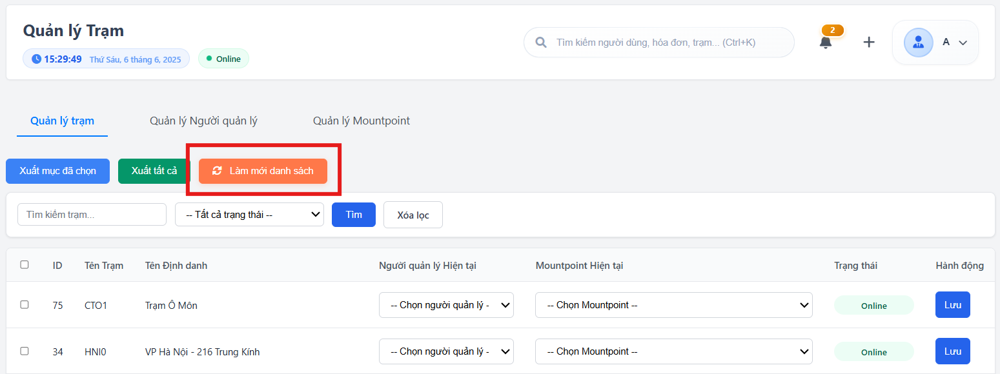 Quản lý Trạm
15:29:49 Thứ Sáu, 6 tháng 6, 2025 Online
Tìm kiếm người dùng, hóa đơn, trạm... (Ctrl+K)
2
A
Quản lý trạm Quản lý Người quản lý Quản lý Mountpoint
Xuất mục đã chọn Xuất tất cả Làm mới danh sách
Tìm kiếm trạm... -- Tất cả trạng thái -- Tìm Xóa lọc
ID Tên Trạm Tên Định danh Người quản lý Hiện tại Mountpoint Hiện tại Trạng thái Hành động
75 CTO1 Trạm Ô Môn -- Chọn người quản lý - -- Chọn Mountpoint -- Online Lưu
34 HNI0 VP Hà Nội - 216 Trung Kính -- Chọn người quản lý - -- Chọn Mountpoint -- Online Lưu